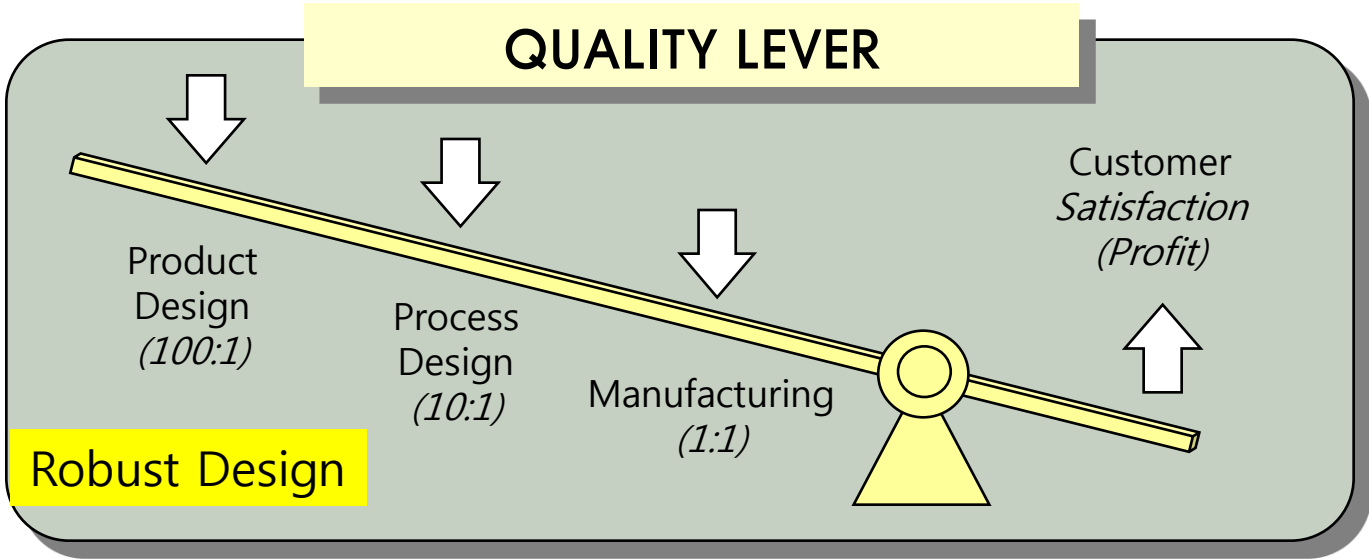 QUALITY LEVER
Product
Design
(100:1)
Process
Design
(10:1)
Manufacturing
(1:1)
Customer
Satisfaction
(Profit)
Robust Design